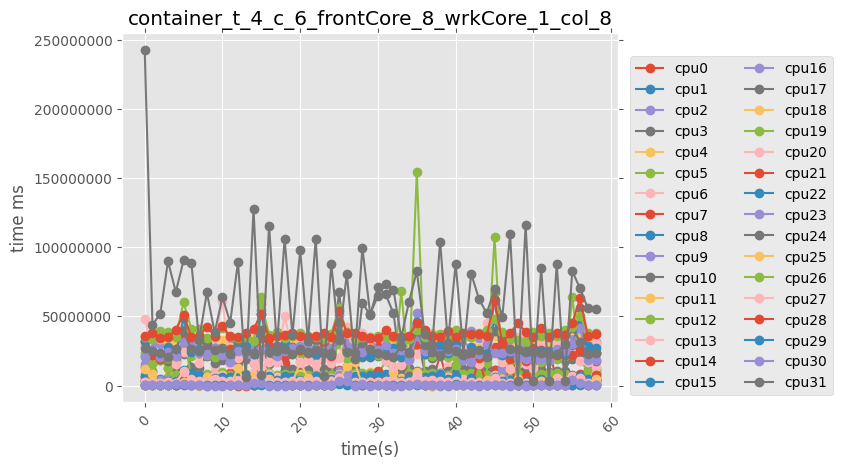 container_t_4_c_6_frontCore_8_wrkCore_1_col_8
250000000
200000000
150000000
100000000
50000000
0
time ms
0
10
20
30
40
50
60
time(s)
cpu0
cpu1
cpu2
cpu3
cpu4
cpu5
cpu6
cpu7
cpu8
cpu9
cpu10
cpu11
cpu12
cpu13
cpu14
cpu15
cpu16
cpu17
cpu18
cpu19
cpu20
cpu21
cpu22
cpu23
cpu24
cpu25
cpu26
cpu27
cpu28
cpu29
cpu30
cpu31